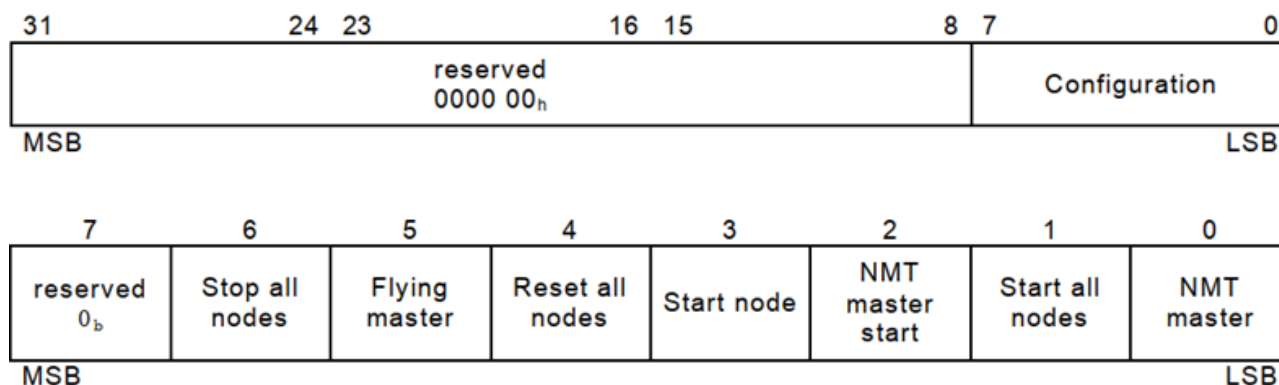 31 24 23 16 15 8 7 0
reserved
0000 00h
Configuration
MSB LSB
7 6 5 4 3 2 1 0
reserved
0b
Stop all
nodes
Flying
master
Reset all
nodes
Start node
NMT
master
start
Start all
nodes
NMT
master
MSB LSB